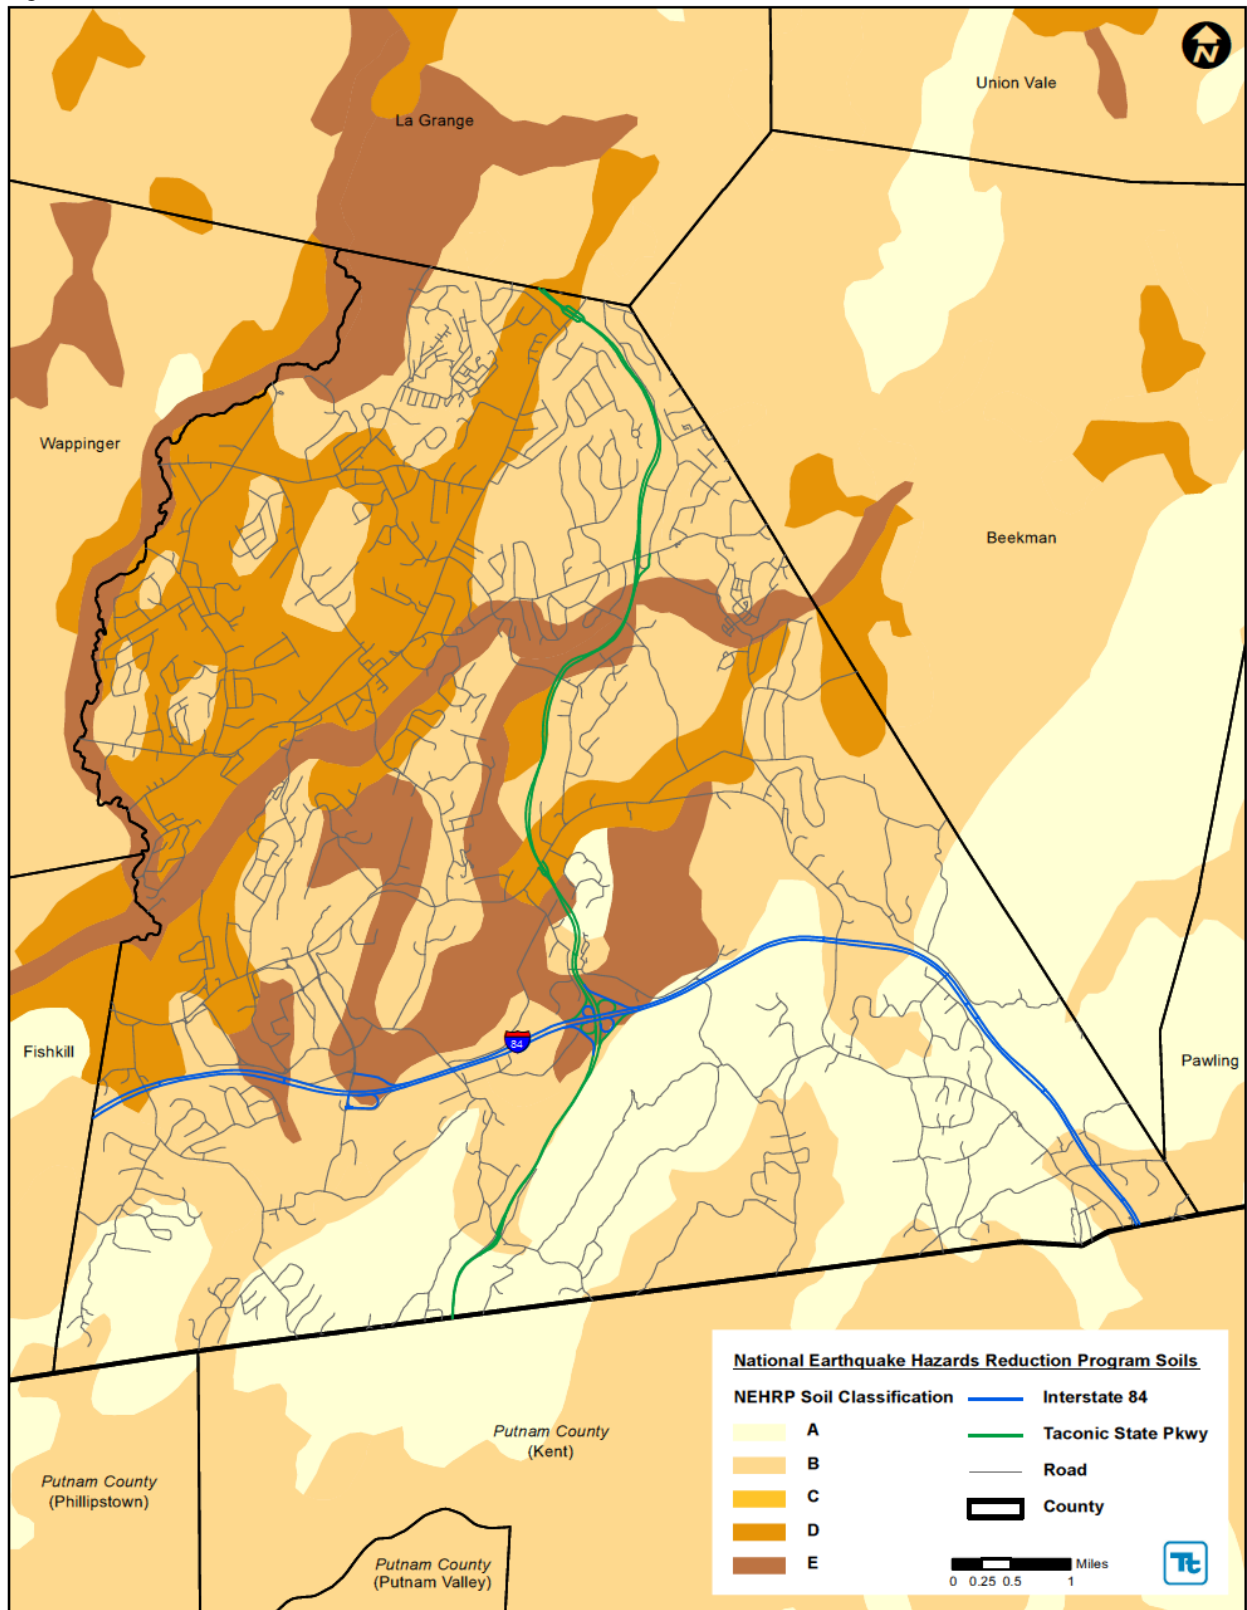 N
Union Vale
La Grange
Wappinger
Beekman
84
Fishkill
Pawling
National Earthquake Hazards Reduction Program Soils
NEHRP Soil Classification
A
B
C
D
E
Interstate 84
Taconic State Pkwy
Road
County
Miles
0 0.25 0.5 1
Tt
Putnam County
(Kent)
Putnam County
(Phillipstown)
Putnam County
(Putnam Valley)